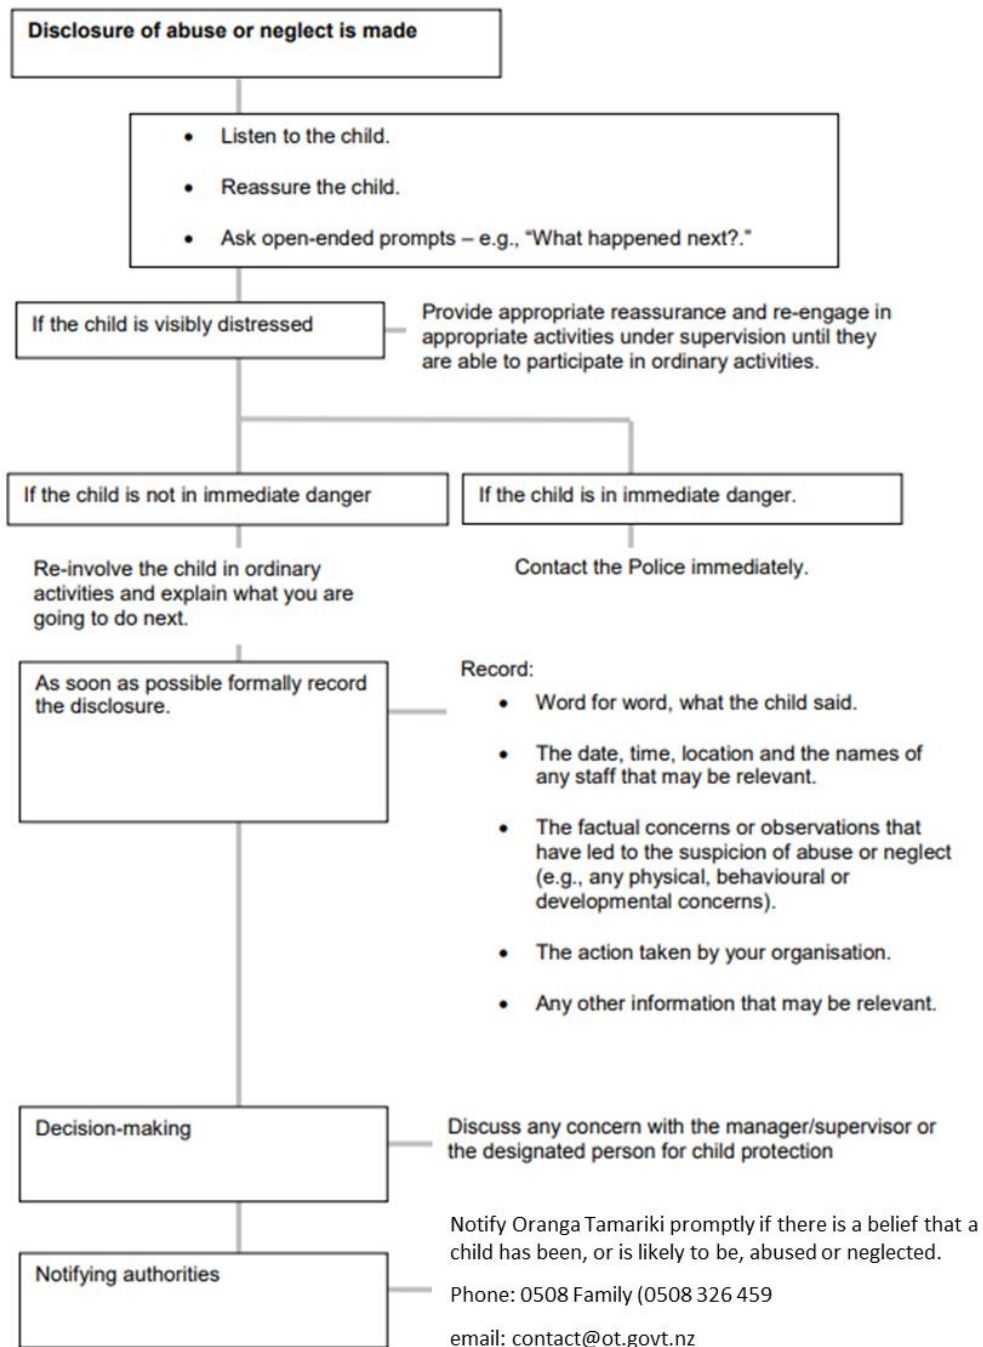 Disclosure of abuse or neglect is made
• Listen to the child.
• Reassure the child.
• Ask open-ended prompts – e.g., “What happened next?.”
If the child is visibly distressed
Provide appropriate reassurance and re-engage in
appropriate activities under supervision until they
are able to participate in ordinary activities.
If the child is not in immediate danger
If the child is in immediate danger.
Re-involve the child in ordinary
activities and explain what you are
going to do next.
Contact the Police immediately.
As soon as possible formally record
the disclosure.
Record:
• Word for word, what the child said.
• The date, time, location and the names of
any staff that may be relevant.
• The factual concerns or observations that
have led to the suspicion of abuse or neglect
(e.g., any physical, behavioural or
developmental concerns).
• The action taken by your organisation.
• Any other information that may be relevant.
Decision-making
Discuss any concern with the manager/supervisor or
the designated person for child protection
Notifying authorities
Notify Oranga Tamariki promptly if there is a belief that a
child has been, or is likely to be, abused or neglected.
Phone: 0508 Family (0508 326 459
email: contact@ot.govt.nz